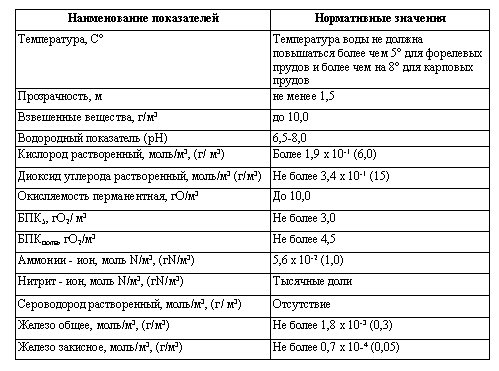 Наименование показателей
Нормативные значения
Температура, С°
Температура воды не должна
повышаться более чем 5° для форелевых
прудов и более чем на 8° для карповых
прудов
Прозрачность, м
не менее 1,5
Взвешенные вещества, г/м³
до 10,0
Водородный показатель (рН)
6,5-8,0
Кислород растворенный, моль/м³, (г/ м³)
Более 1,9 х 10⁻¹ (6,0)
Диоксид углерода растворенный, моль/м³ (г/м³)
Не более 3,4 х 10⁻¹ (15)
Окисляемость перманентная, гО/м³
До 10,0
БПК₅, гО₂/ м³
Не более 3,0
БПКполн, гО₂/м³
Не более 4,5
Аммонии - ион, моль N/м³, (гN/м³)
5,6 х 10⁻² (1,0)
Нитрит - ион, моль N/м³, (гN/м³)
Тысячные доли
Сероводород растворенный, моль/м³, (г/ м³)
Отсутствие
Железо общее, моль/м³, (г/м³)
Не более 1,8 х 10⁻³ (0,3)
Железо закисное, моль/м³, (г/м³)
Не более 0,7 х 10-⁴ (0,05)